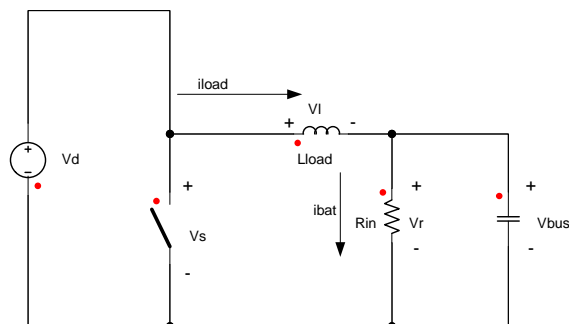 iload
Vl
+ -
Vd
+
-
Lload
+
Vs
-
ibat
Rin
+
Vr
-
+
Vbus
-